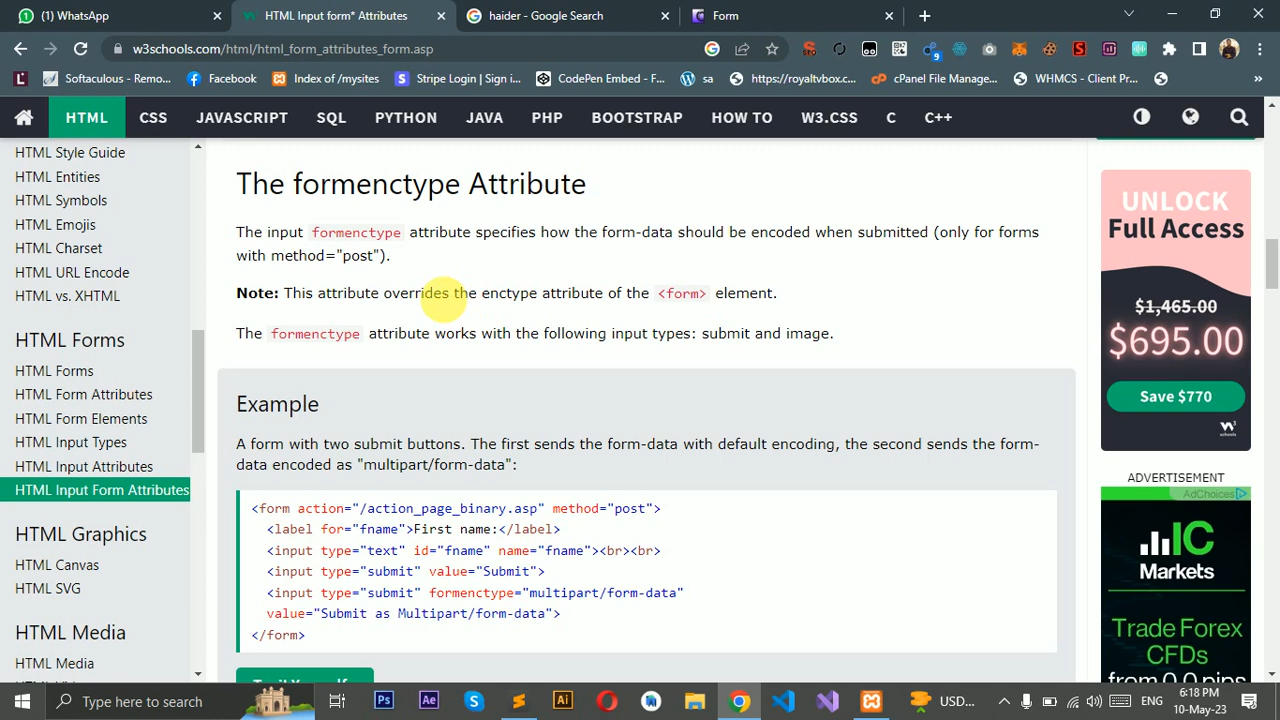 (1) WhatsApp
HTML Input form* Attributes
haider - Google Search
Form
w3schools.com/html/html_form_attributes_form.asp
9
Softaculous - Remo...
Facebook
Index of /mysites
Stripe Login | Sign i...
CodePen Embed - F...
sa
https://royaltvbox.c...
cPanel File Manage...
WHMCS - Client Pr...
HTML
CSS
JAVASCRIPT
SQL
PYTHON
JAVA
PHP
BOOTSTRAP
HOW TO
W3.CSS
C
C++
HTML Style Guide
HTML Entities
HTML Symbols
HTML Emojis
HTML Charset
HTML URL Encode
HTML vs. XHTML
HTML Forms
HTML Forms
HTML Form Attributes
HTML Form Elements
HTML Input Types
HTML Input Attributes
HTML Input Form Attributes
HTML Graphics
HTML Canvas
HTML SVG
HTML Media
HTML Media
The formenctype Attribute
The input formenctype attribute specifies how the form-data should be encoded when submitted (only for forms
with method="post").
Note: This attribute overrides the enctype attribute of the <form> element.
The formenctype attribute works with the following input types: submit and image.
Example
A form with two submit buttons. The first sends the form-data with default encoding, the second sends the form-
data encoded as "multipart/form-data":
<form action="/action_page_binary.asp" method="post">
<label for="fname">First name:</label>
<input type="text" id="fname" name="fname"><br><br>
<input type="submit" value="Submit">
<input type="submit" formenctype="multipart/form-data"
value="Submit as Multipart/form-data">
</form>
UNLOCK
Full Access
$1,465.00
$695.00
Save $770
schools
ADVERTISEMENT
AdChoices
IC
Markets
Trade Forex
CFDs
from 0.0 pips
Type here to search
Ps
Ae
Ai
USD...
ENG
6:18 PM
10-May-23